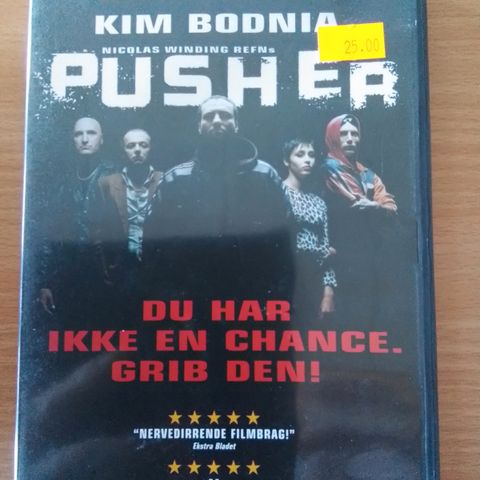 KIM BODNIA
25.00
NICOLAS WINDING REFNs
PUSHER
DU HAR
IKKE EN CHANCE.
GRIB DEN!
"NERVEDIRRENDE FILMBRAG!"
Ekstra Bladet